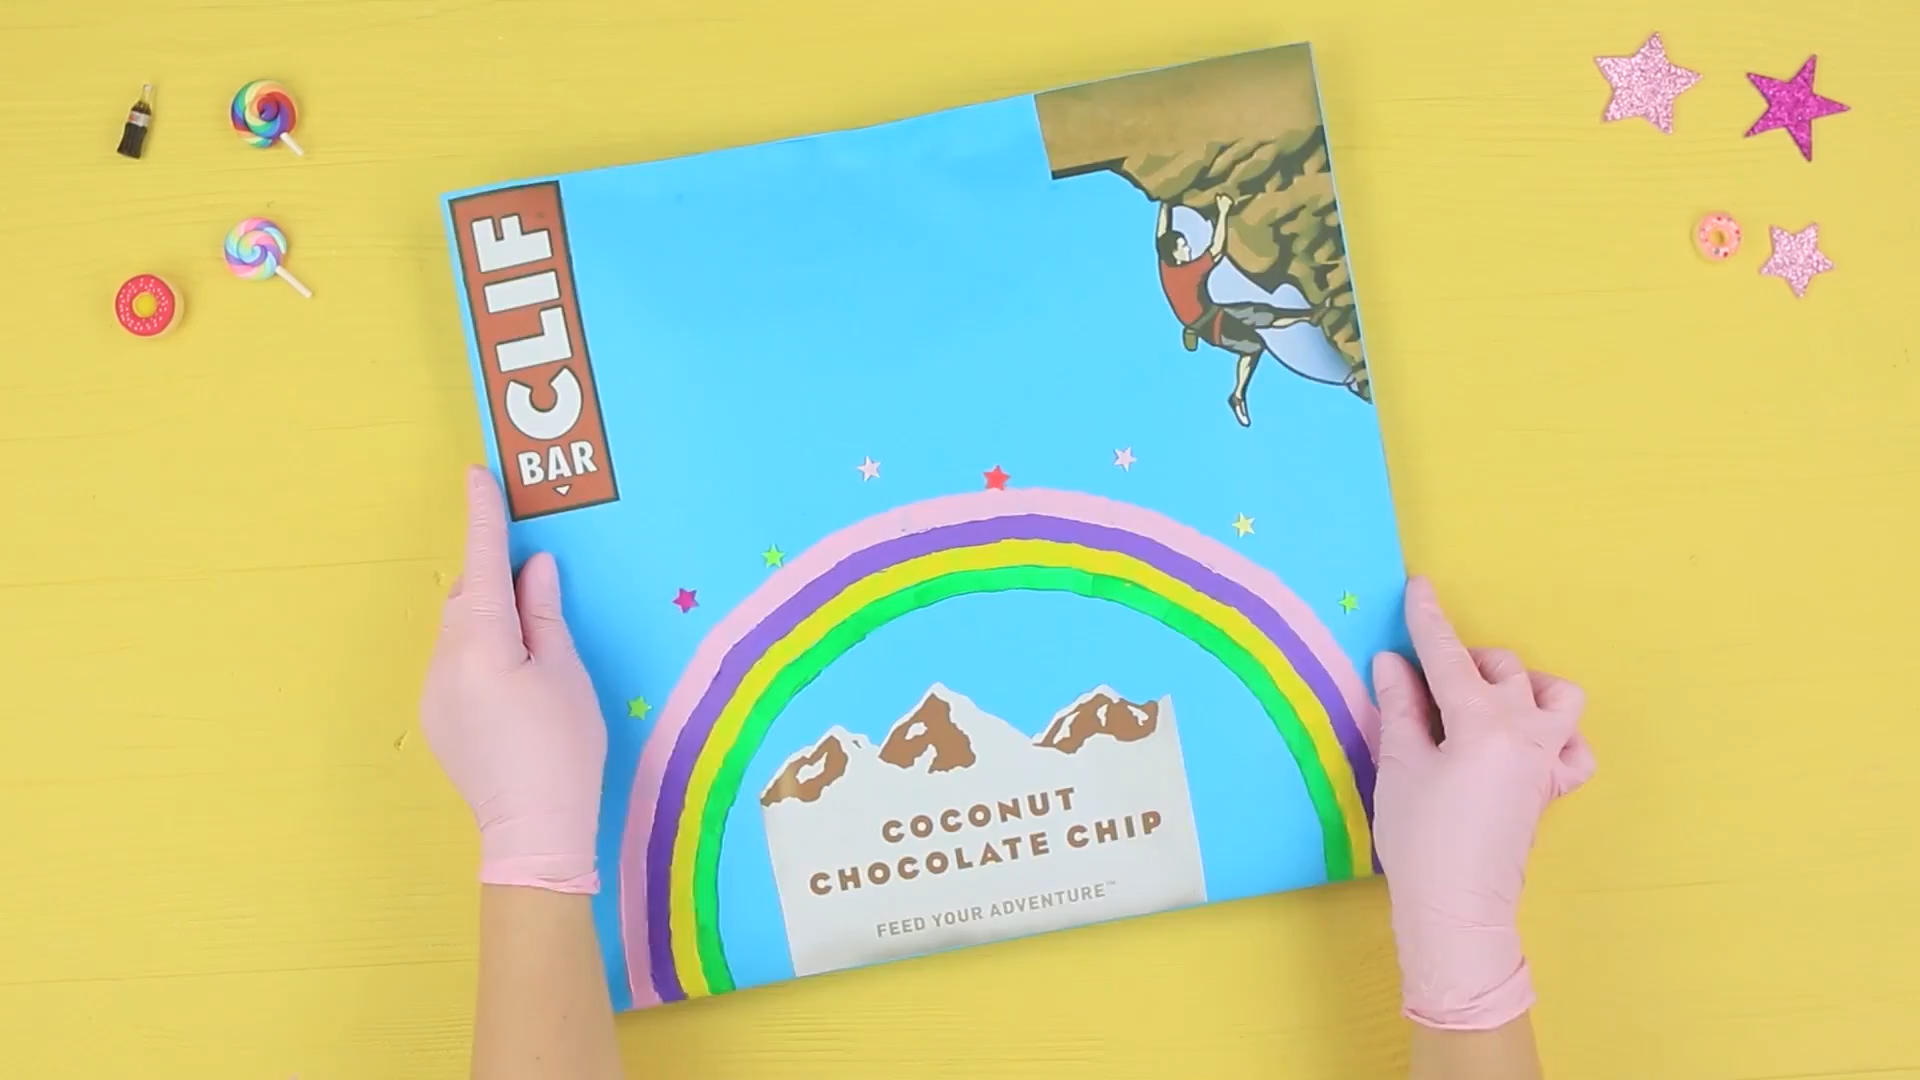 CLIF
BAR
COCONUT
CHOCOLATE CHIP
FEED YOUR ADVENTURE™